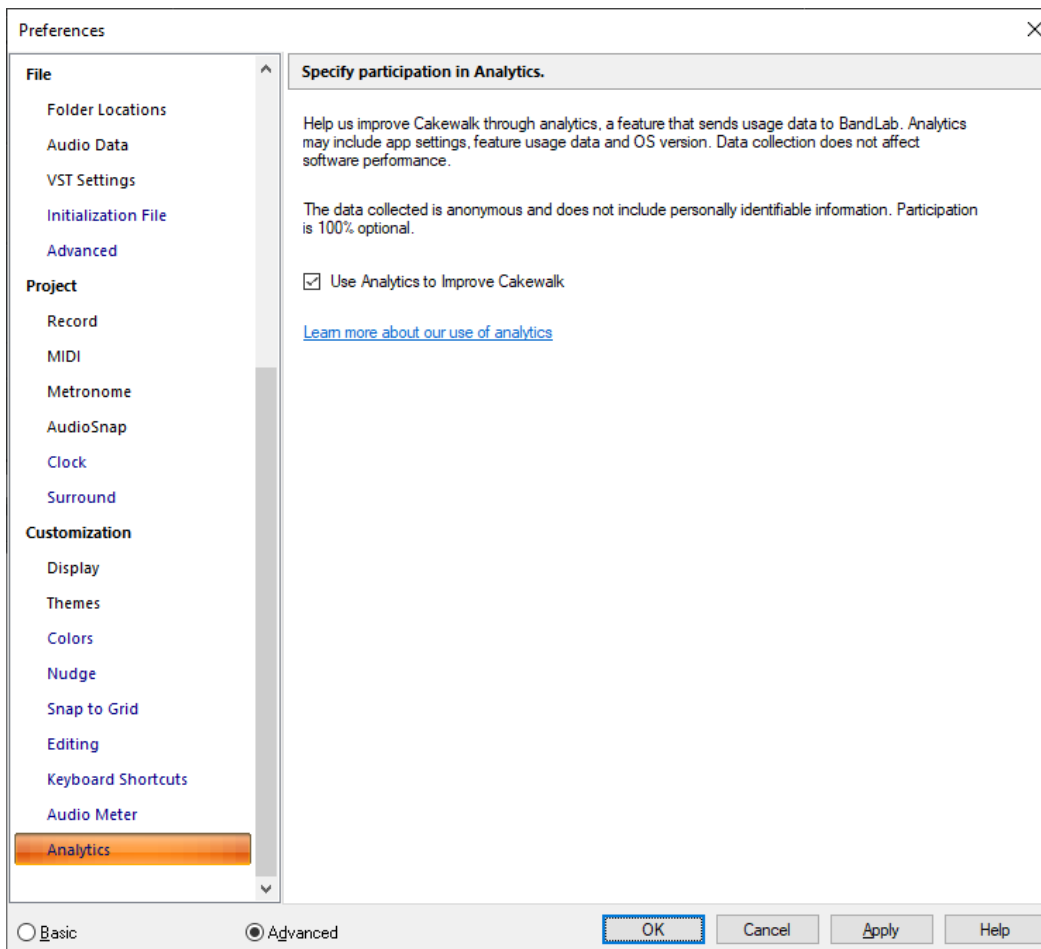 Preferences
File
Folder Locations
Audio Data
VST Settings
Initialization File
Advanced
Project
Record
MIDI
Metronome
AudioSnap
Clock
Surround
Customization
Display
Themes
Colors
Nudge
Snap to Grid
Editing
Keyboard Shortcuts
Audio Meter
Analytics
Specify participation in Analytics.
Help us improve Cakewalk through analytics, a feature that sends usage data to BandLab. Analytics
may include app settings, feature usage data and OS version. Data collection does not affect
software performance.
The data collected is anonymous and does not include personally identifiable information. Participation
is 100% optional.
Use Analytics to Improve Cakewalk
Learn more about our use of analytics
Basic
Advanced
OK
Cancel
Apply
Help